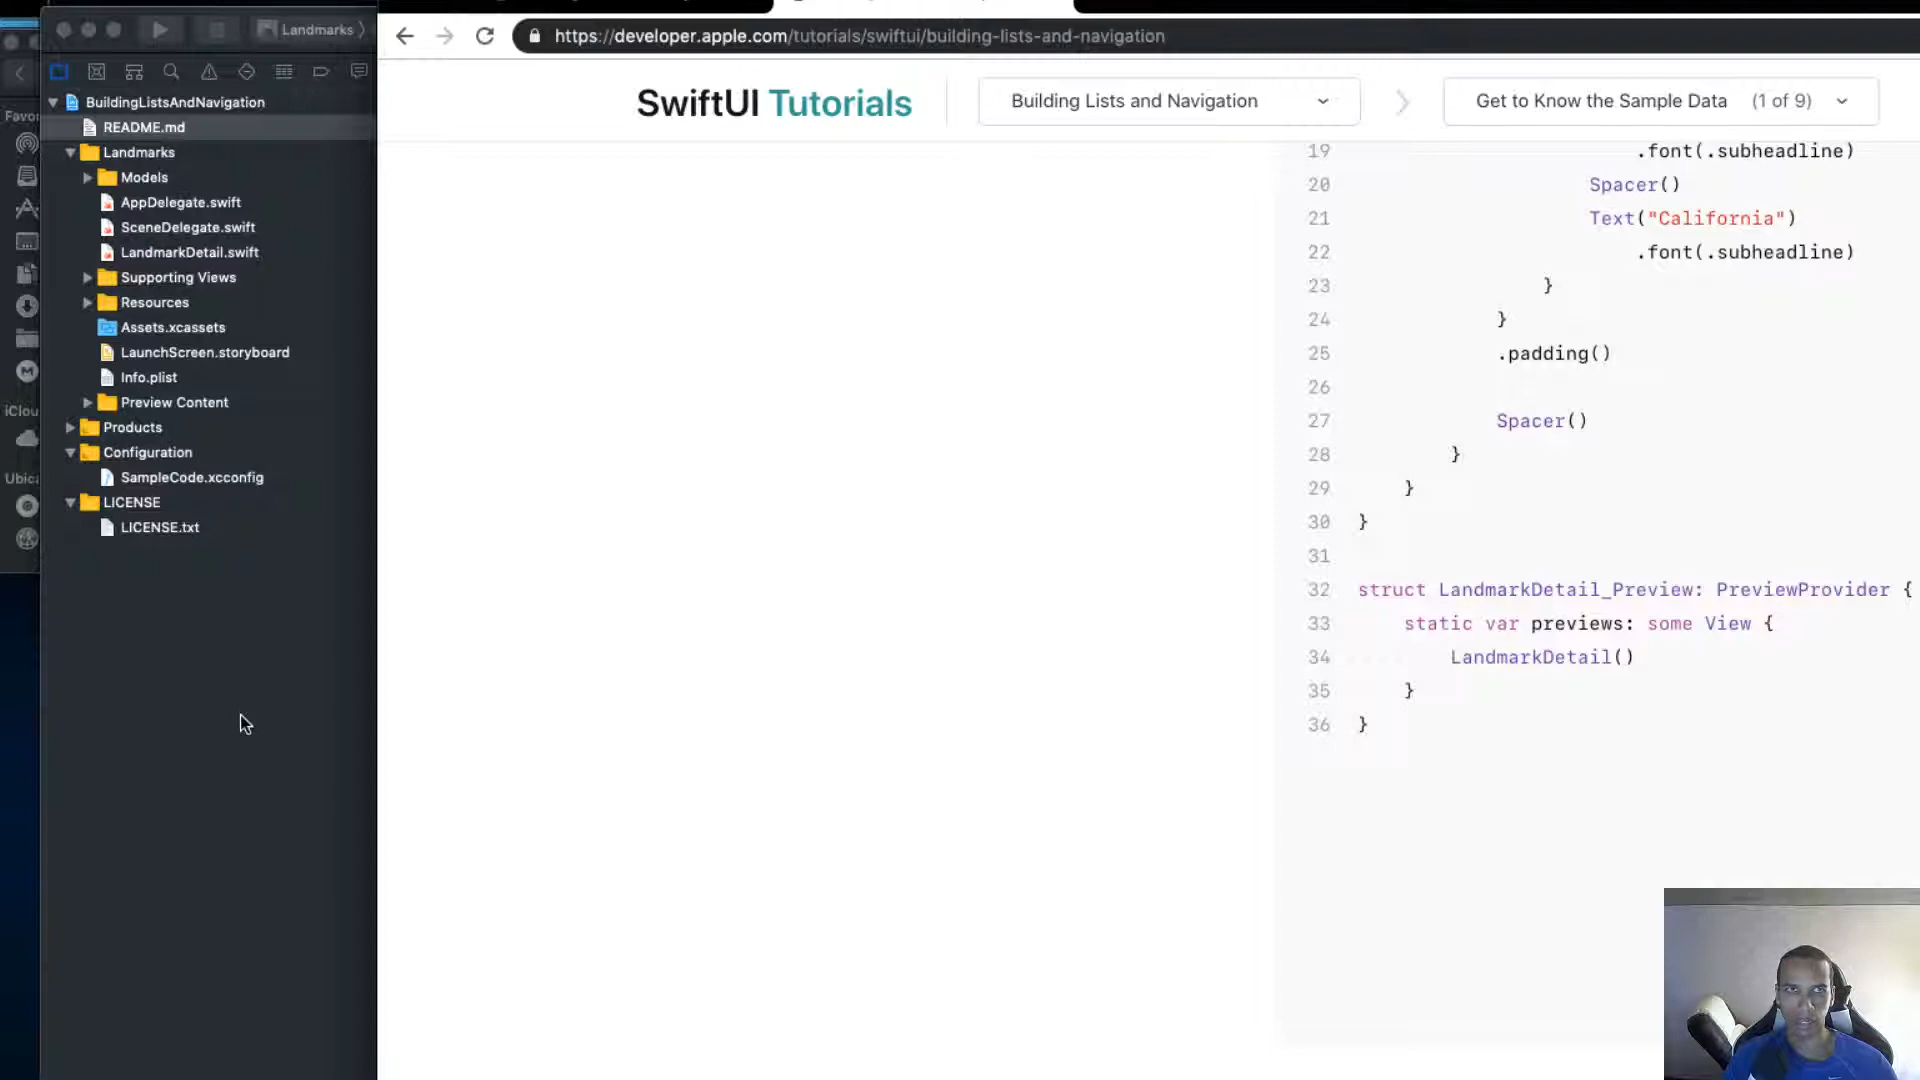 Landmarks
https://developer.apple.com/tutorials/swiftui/building-lists-and-navigation
SwiftUI Tutorials
Building Lists and Navigation
Get to Know the Sample Data (1 of 9)
BuildingListsAndNavigation
README.md
Landmarks
Models
AppDelegate.swift
SceneDelegate.swift
LandmarkDetail.swift
Supporting Views
Resources
Assets.xcassets
LaunchScreen.storyboard
Info.plist
Preview Content
Products
Configuration
SampleCode.xcconfig
LICENSE
LICENSE.txt
Favor
iClou
19 .font(.subheadline)
20 Spacer()
21 Text("California")
22 .font(.subheadline)
23 }
24 }
25 .padding()
26
27 Spacer()
28 }
29 }
30 }
31
32 struct LandmarkDetail_Preview: PreviewProvider {
33 static var previews: some View {
34 LandmarkDetail()
35 }
36 }